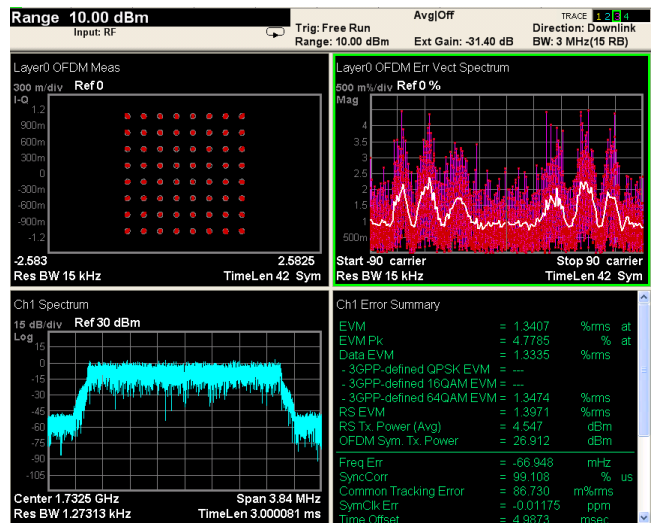 Range 10.00 dBm
Input: RF
Avg|Off
TRACE 1 2 3 4
Trig: Free Run
Direction: Downlink
Range: 10.00 dBm Ext Gain: -31.40 dB BW: 3 MHz(15 RB)
Layer0 OFDM Meas
300 m/div Ref 0
I-Q
1.2
900m
600m
300m
0
-300m
-600m
-900m
-1.2
-2.583 2.5825
Res BW 15 kHz TimeLen 42 Sym
Layer0 OFDM Err Vect Spectrum
500 m%/div Ref 0 %
Mag
4
3.5
3
2.5
2
1.5
1
500m
Start -90 carrier Stop 90 carrier
Res BW 15 kHz TimeLen 42 Sym
Ch1 Spectrum
15 dB/div Ref 30 dBm
Log
15
0
-15
-30
-45
-60
-75
-90
-105
Center 1.7325 GHz Span 3.84 MHz
Res BW 1.27313 kHz TimeLen 3.000081 ms
Ch1 Error Summary
EVM = 1.3407 %rms at
EVM Pk = 4.7785 % at
Data EVM = 1.3335 %rms
- 3GPP-defined QPSK EVM = ---
- 3GPP-defined 16QAM EVM = ---
- 3GPP-defined 64QAM EVM = 1.3474 %rms
RS EVM = 1.3971 %rms
RS Tx. Power (Avg) = 4.547 dBm
OFDM Sym. Tx. Power = 26.912 dBm
Freq Err = -66.948 mHz
SyncCorr = 99.108 % us
Common Tracking Error = 86.730 m%rms
SymClk Err = -0.01175 ppm
Time Offset = 4.9873 msec